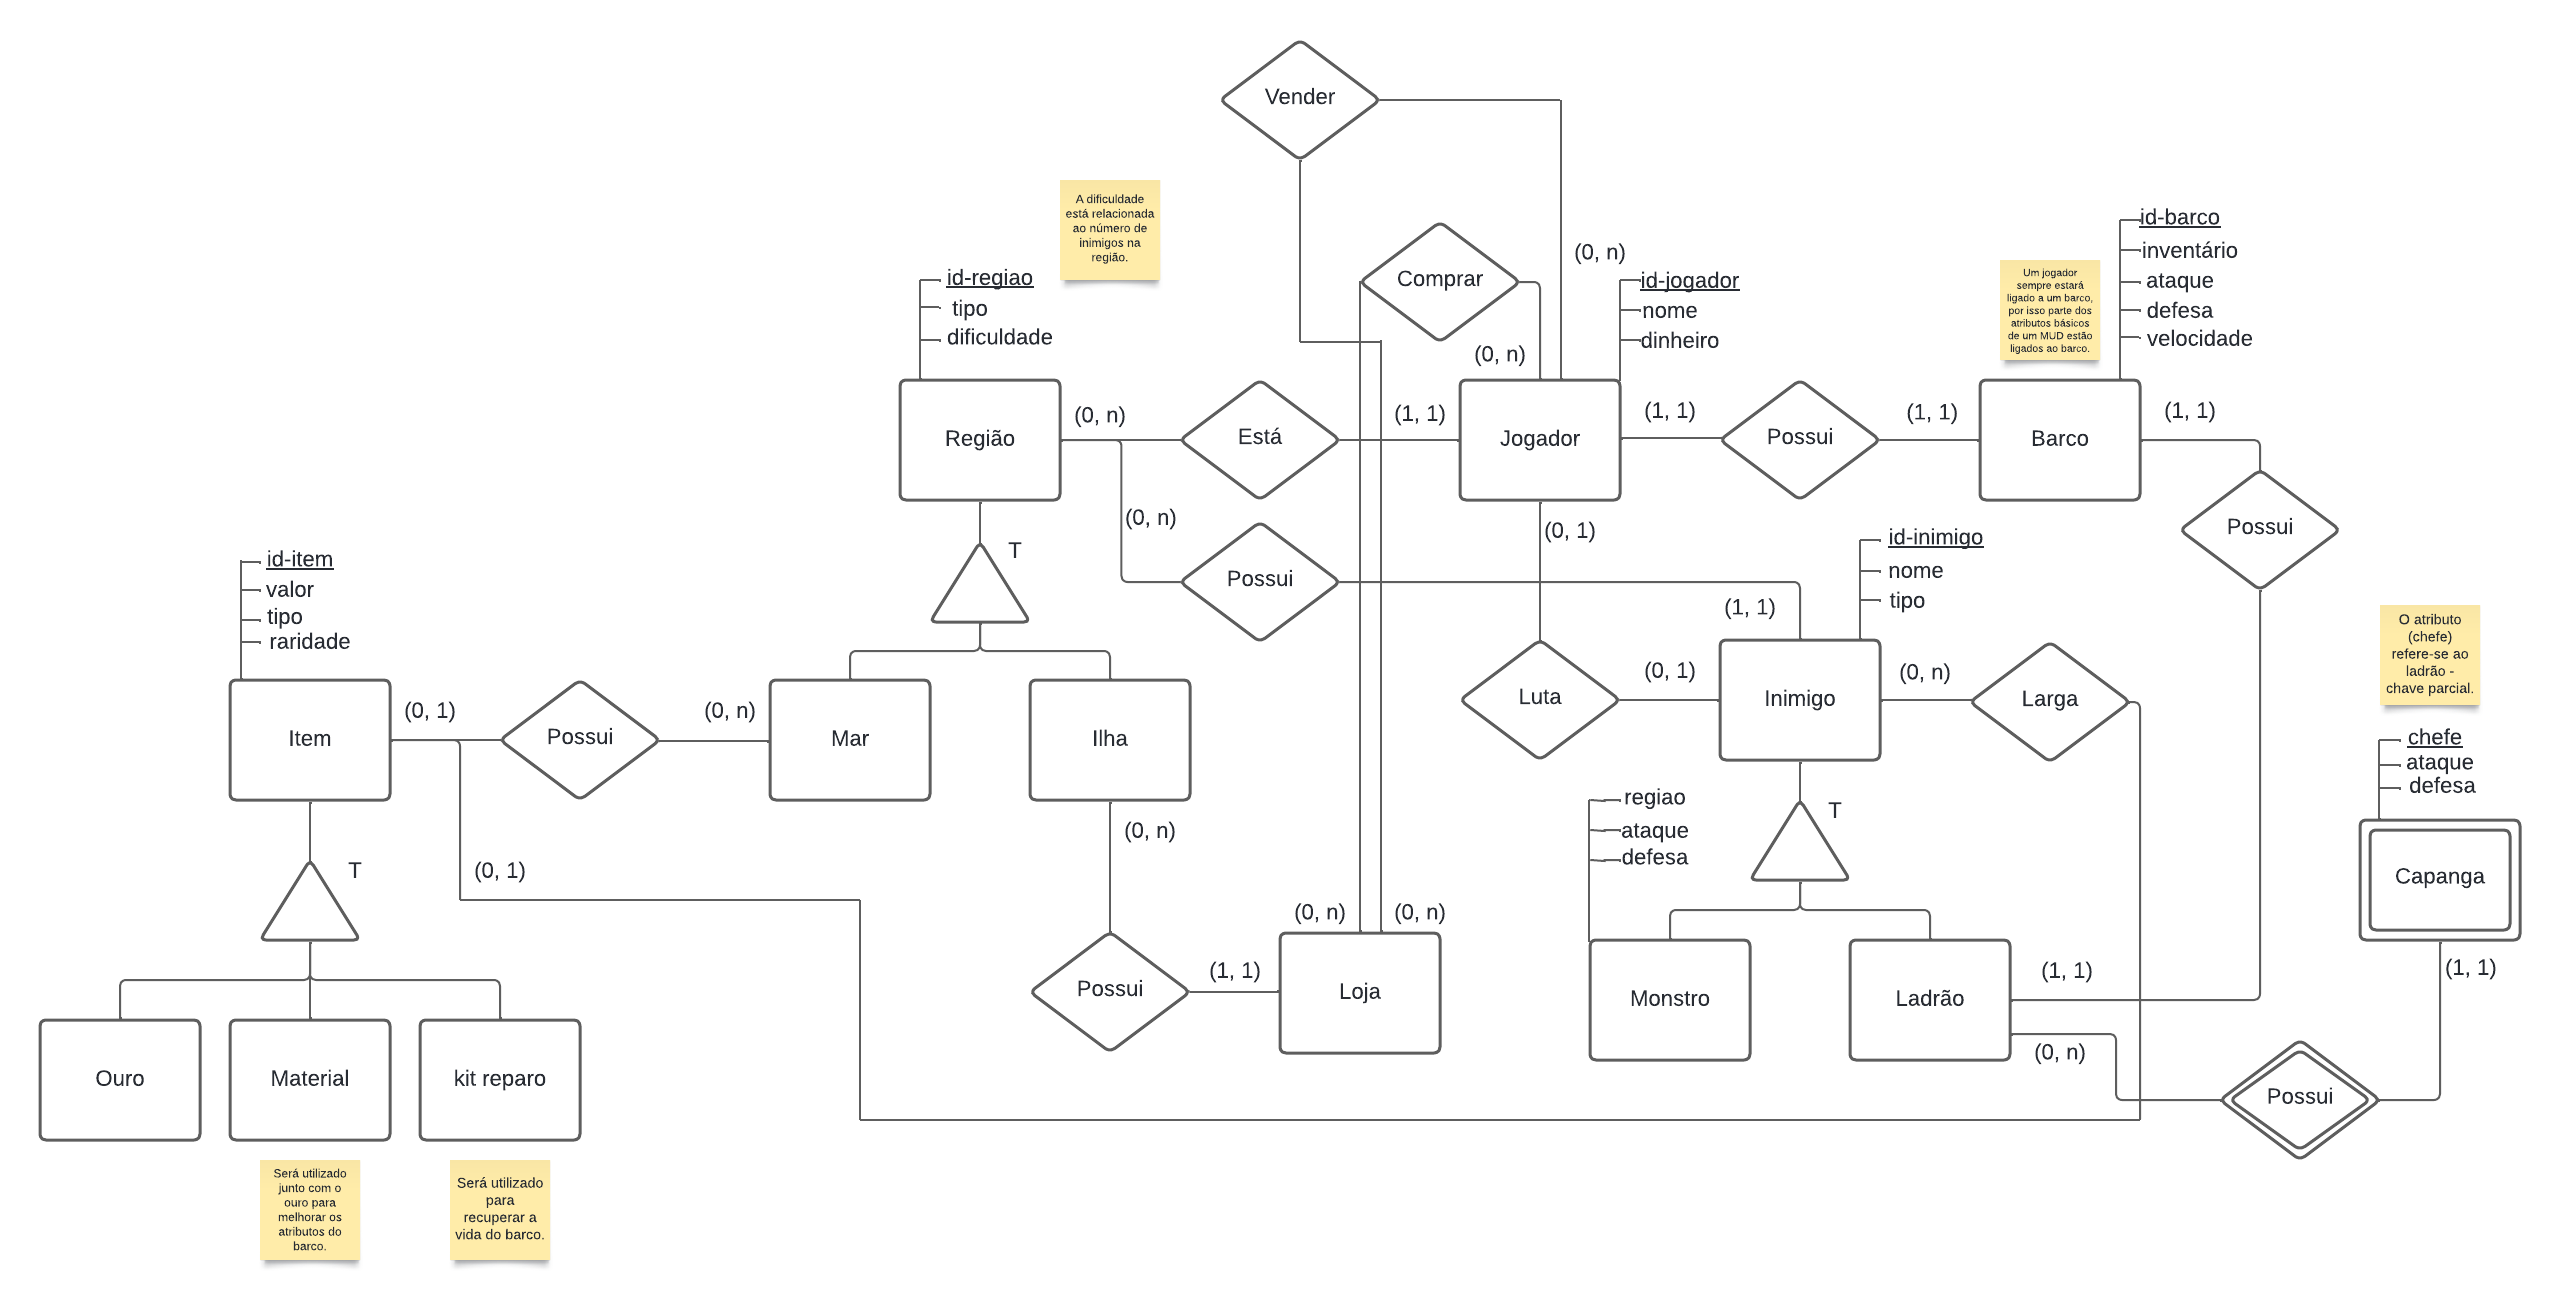 Vender
A dificuldade
está relacionada
ao número de
inimigos na
região.
Comprar
(0, n)
id-barco
inventário
ataque
defesa
velocidade
Um jogador
sempre estará
ligado a um barco,
por isso parte dos
atributos básicos
de um MUD estão
ligados ao barco.
id-regiao
tipo
dificuldade
id-jogador
nome
dinheiro
(0, n)
Região
(0, n)
Está
(1, 1)
Jogador
(1, 1)
Possui
(1, 1)
Barco
(1, 1)
(0, n)
(0, 1)
Possui
T
Possui
id-inimigo
nome
tipo
(1, 1)
id-item
valor
tipo
raridade
O atributo
(chefe)
refere-se ao
ladrão -
chave parcial.
Item
(0, 1)
Possui
(0, n)
Mar
Ilha
Luta
(0, 1)
Inimigo
(0, n)
Larga
chefe
ataque
defesa
regiao
ataque
defesa
T
(0, n)
T
(0, 1)
Capanga
(0, n)
(0, n)
Possui
(1, 1)
Loja
Monstro
Ladrão
(1, 1)
(1, 1)
(0, n)
Ouro
Material
kit reparo
Possui
Será utilizado
junto com o
ouro para
melhorar os
atributos do
barco.
Será utilizado
para
recuperar a
vida do barco.